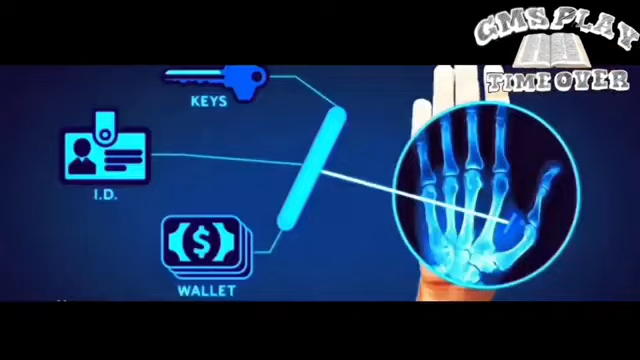 GMS PLAY
TIME OVER
KEYS
I.D.
WALLET